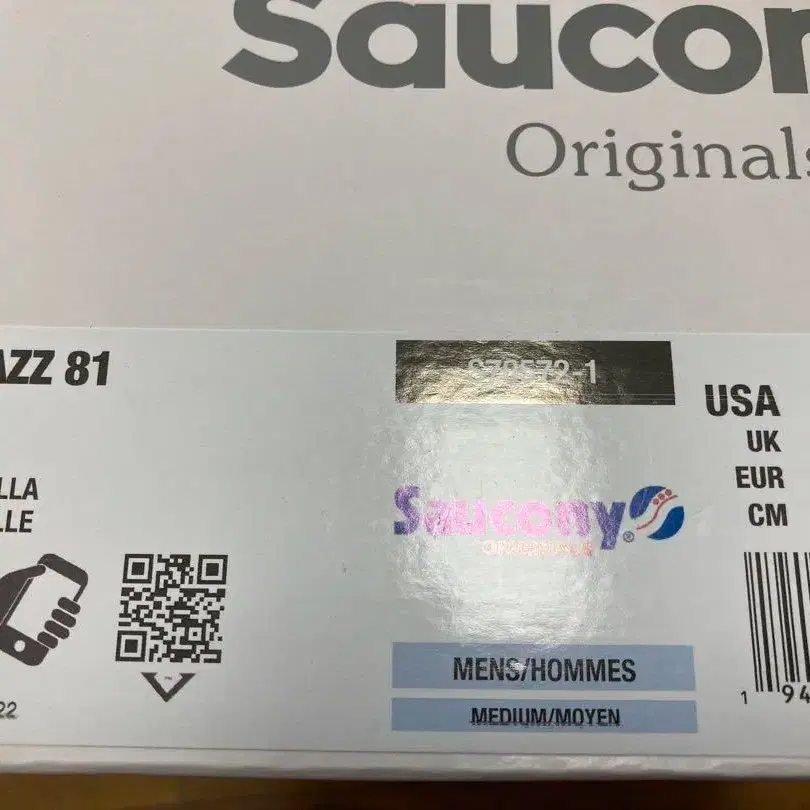 Saucon
Originals
AZZ 81
S70572-1
USA
UK
EUR
CM
LLA
LLE
Saucony®
ORIGINALS
MENS/HOMMES
MEDIUM/MOYEN
22
1 94